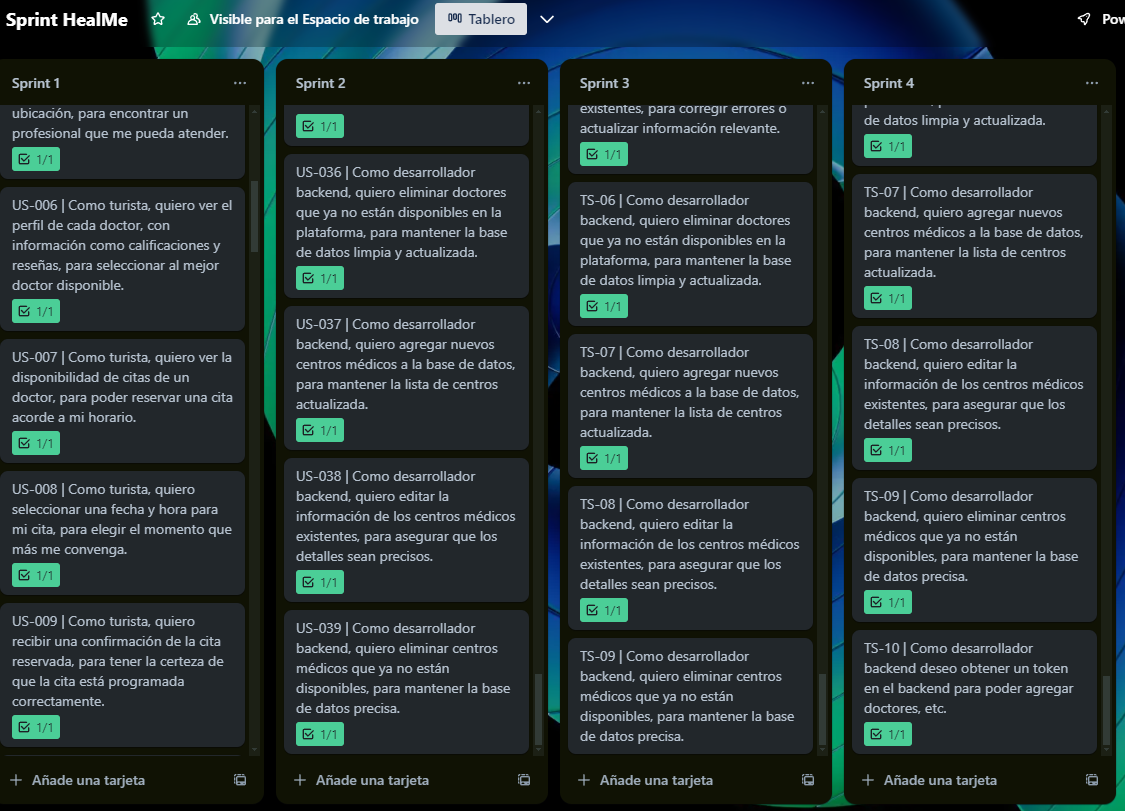 Sprint HealMe
Visible para el Espacio de trabajo
Tablero
Sprint 1
ubicación, para encontrar un
profesional que me pueda atender.
1/1
US-006 | Como turista, quiero ver el
perfil de cada doctor, con
información como calificaciones y
reseñas, para seleccionar al mejor
doctor disponible.
1/1
US-007 | Como turista, quiero ver la
disponibilidad de citas de un
doctor, para poder reservar una cita
acorde a mi horario.
1/1
US-008 | Como turista, quiero
seleccionar una fecha y hora para
mi cita, para elegir el momento que
más me convenga.
1/1
US-009 | Como turista, quiero
recibir una confirmación de la cita
reservada, para tener la certeza de
que la cita está programada
correctamente.
1/1
Añade una tarjeta
Sprint 2
1/1
US-036 | Como desarrollador
backend, quiero eliminar doctores
que ya no están disponibles en la
plataforma, para mantener la base
de datos limpia y actualizada.
1/1
US-037 | Como desarrollador
backend, quiero agregar nuevos
centros médicos a la base de datos,
para mantener la lista de centros
actualizada.
1/1
US-038 | Como desarrollador
backend, quiero editar la
información de los centros médicos
existentes, para asegurar que los
detalles sean precisos.
1/1
US-039 | Como desarrollador
backend, quiero eliminar centros
médicos que ya no están
disponibles, para mantener la base
de datos precisa.
1/1
Añade una tarjeta
Sprint 3
existentes, para corregir errores o
actualizar información relevante.
1/1
TS-06 | Como desarrollador
backend, quiero eliminar doctores
que ya no están disponibles en la
plataforma, para mantener la base
de datos limpia y actualizada.
1/1
TS-07 | Como desarrollador
backend, quiero agregar nuevos
centros médicos a la base de datos,
para mantener la lista de centros
actualizada.
1/1
TS-08 | Como desarrollador
backend, quiero editar la
información de los centros médicos
existentes, para asegurar que los
detalles sean precisos.
1/1
TS-09 | Como desarrollador
backend, quiero eliminar centros
médicos que ya no están
disponibles, para mantener la base
de datos precisa.
Añade una tarjeta
Sprint 4
de datos limpia y actualizada.
1/1
TS-07 | Como desarrollador
backend, quiero agregar nuevos
centros médicos a la base de datos,
para mantener la lista de centros
actualizada.
1/1
TS-08 | Como desarrollador
backend, quiero editar la
información de los centros médicos
existentes, para asegurar que los
detalles sean precisos.
1/1
TS-09 | Como desarrollador
backend, quiero eliminar centros
médicos que ya no están
disponibles, para mantener la base
de datos precisa.
1/1
TS-10 | Como desarrollador
backend deseo obtener un token
en el backend para poder agregar
doctores, etc.
1/1
Añade una tarjeta